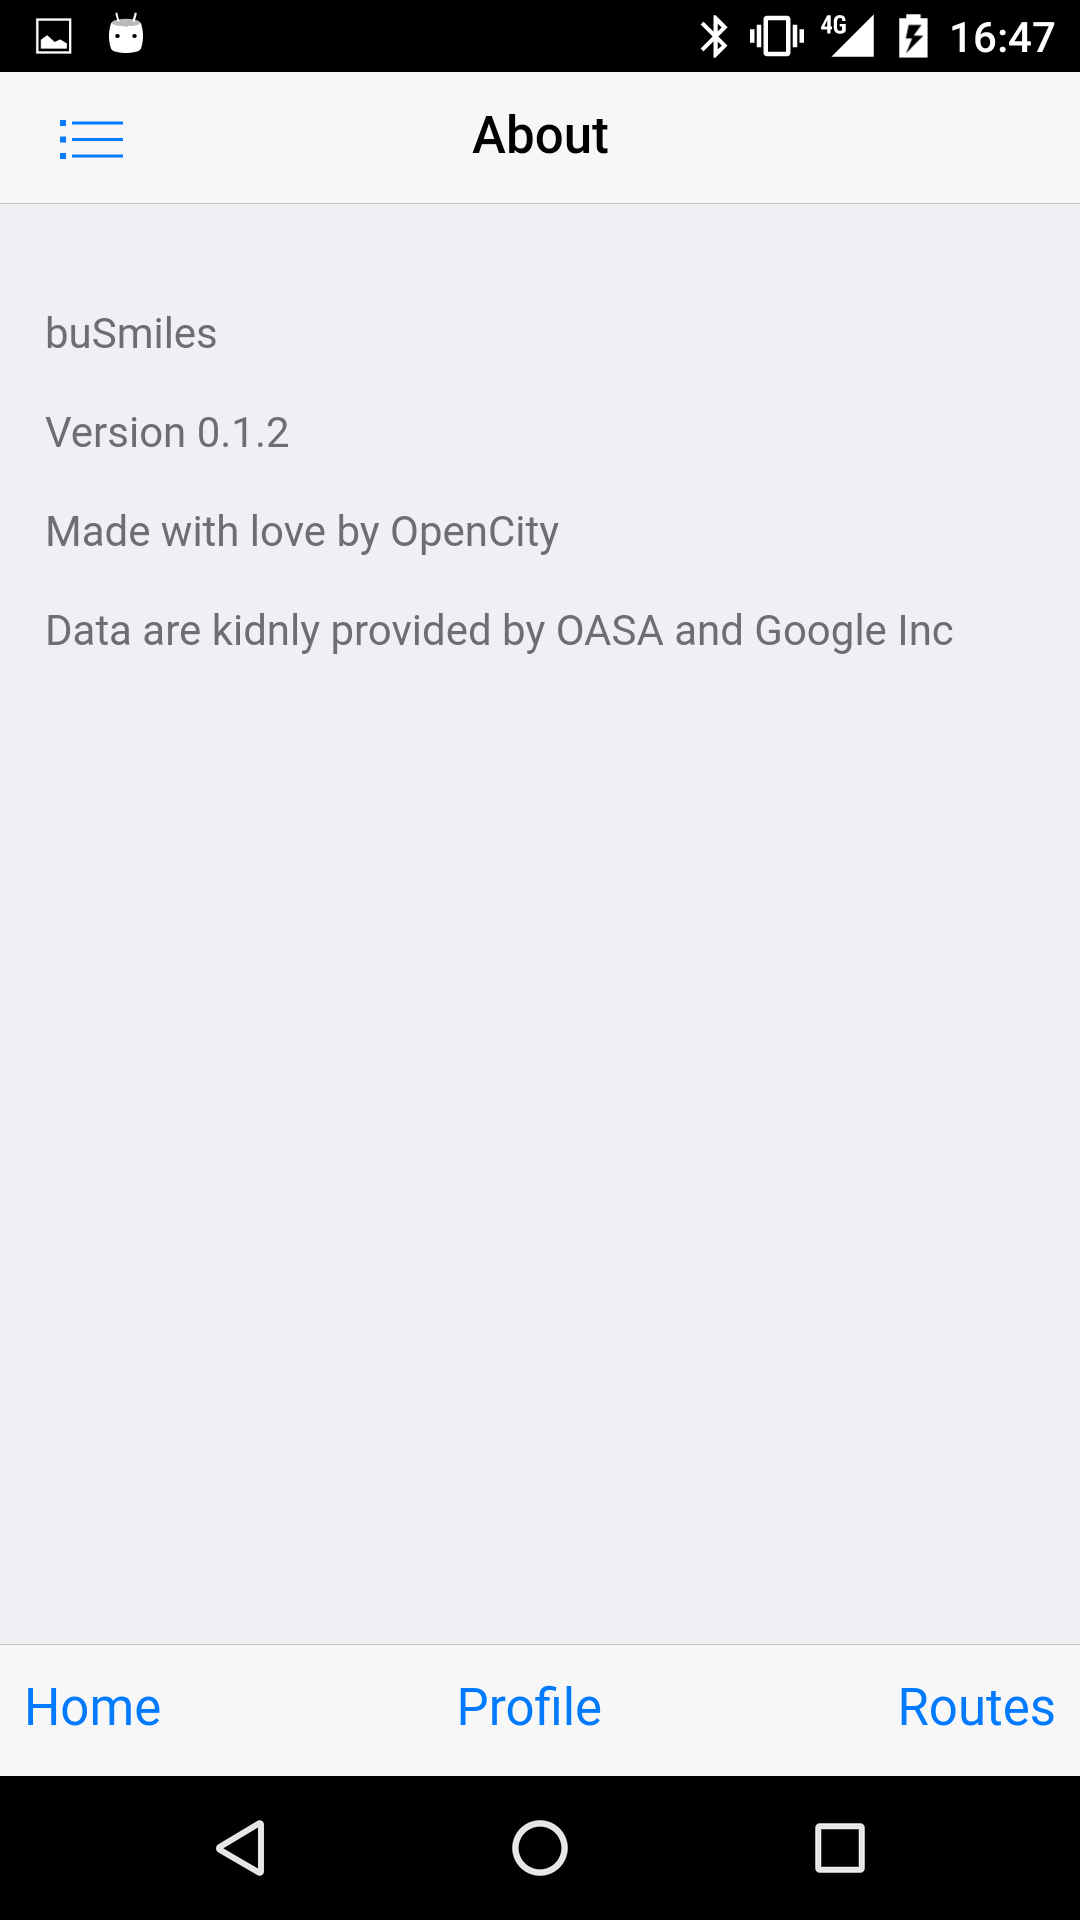 4G 16:47
About
buSmiles
Version 0.1.2
Made with love by OpenCity
Data are kidnly provided by OASA and Google Inc
Home Profile Routes